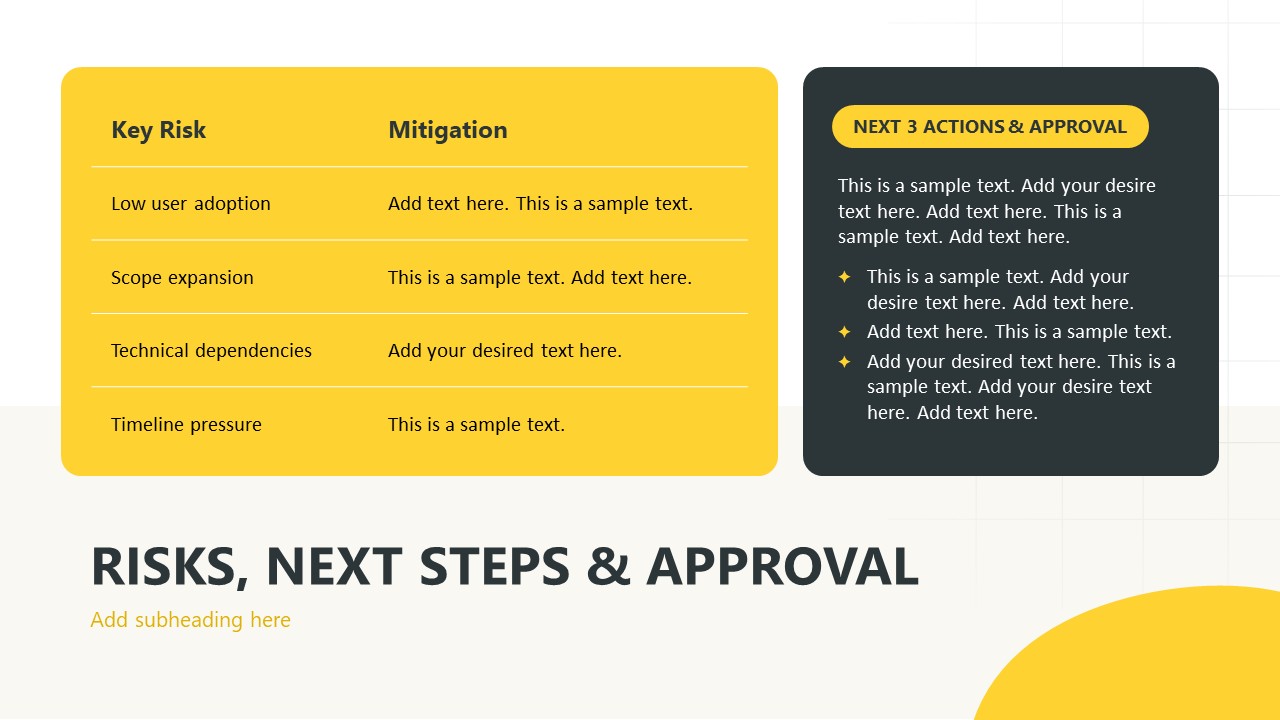 Key Risk Mitigation
Low user adoption Add text here. This is a sample text.
Scope expansion This is a sample text. Add text here.
Technical dependencies Add your desired text here.
Timeline pressure This is a sample text.
NEXT 3 ACTIONS & APPROVAL
This is a sample text. Add your desire
text here. Add text here. This is a
sample text. Add text here.
✦ This is a sample text. Add your
desire text here. Add text here.
✦ Add text here. This is a sample text.
✦ Add your desired text here. This is a
sample text. Add your desire text
here. Add text here.
RISKS, NEXT STEPS & APPROVAL
Add subheading here